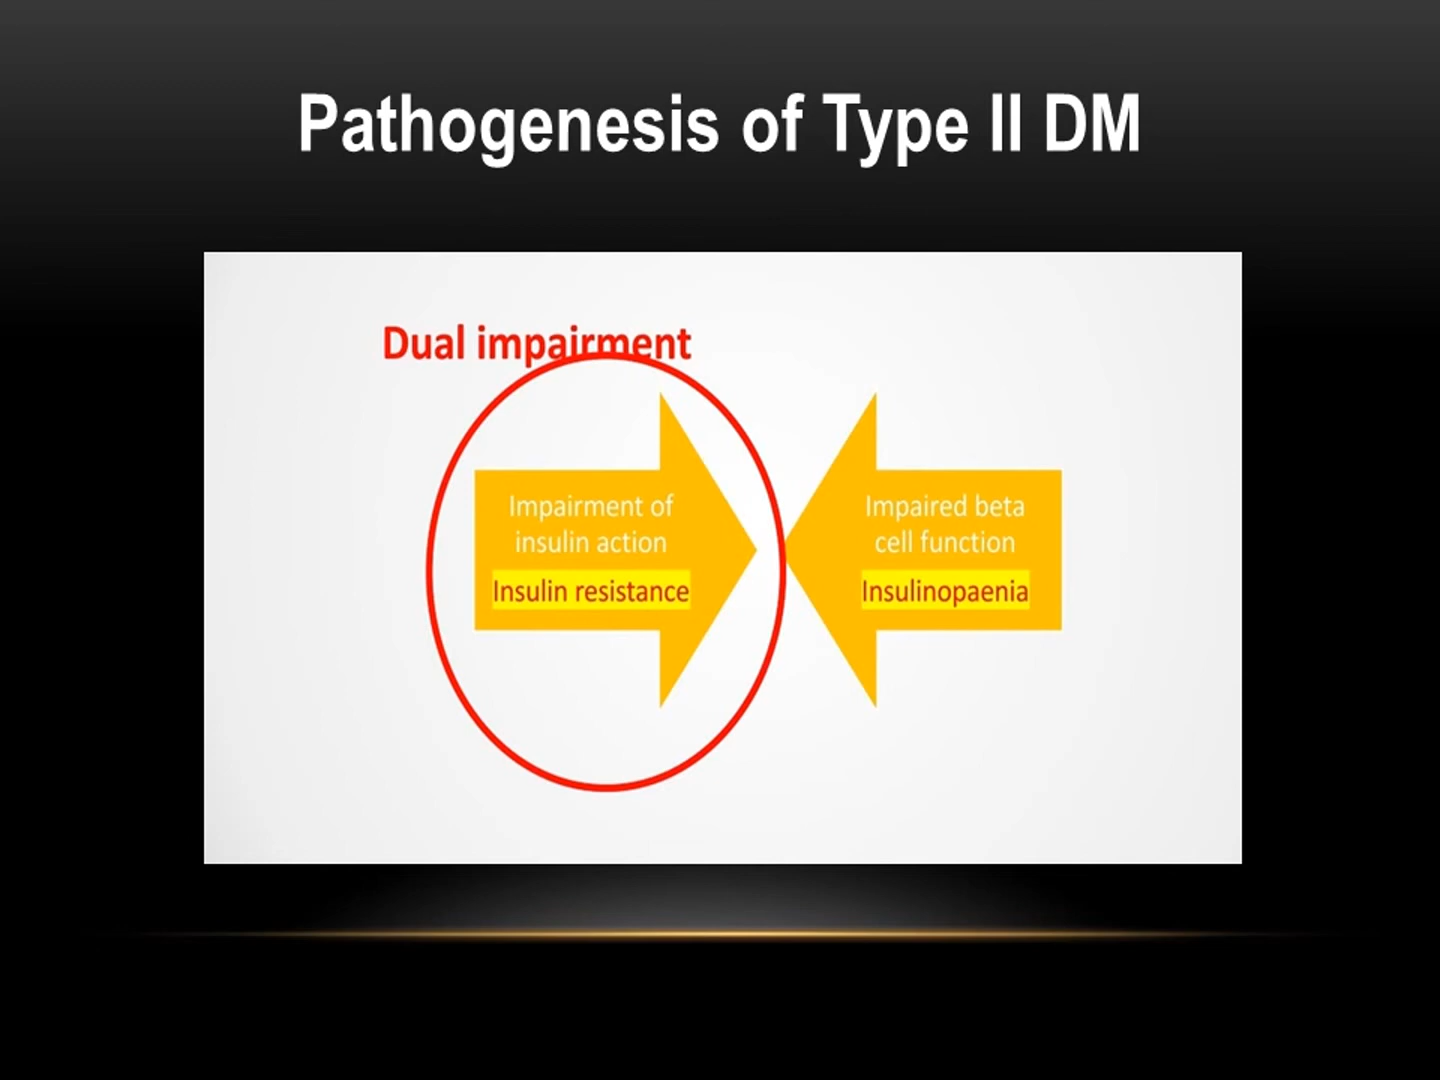 Pathogenesis of Type II DM
Dual impairment
Impairment of
insulin action
Insulin resistance
Impaired beta
cell function
Insulinopaenia